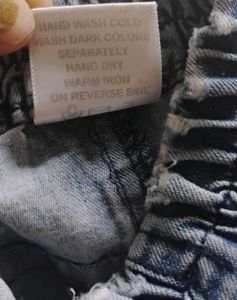 HAND WASH COLD
WASH DARK COLORS
SEPARATELY
HANG DRY
WARM IRON
ON REVERSE SIDE